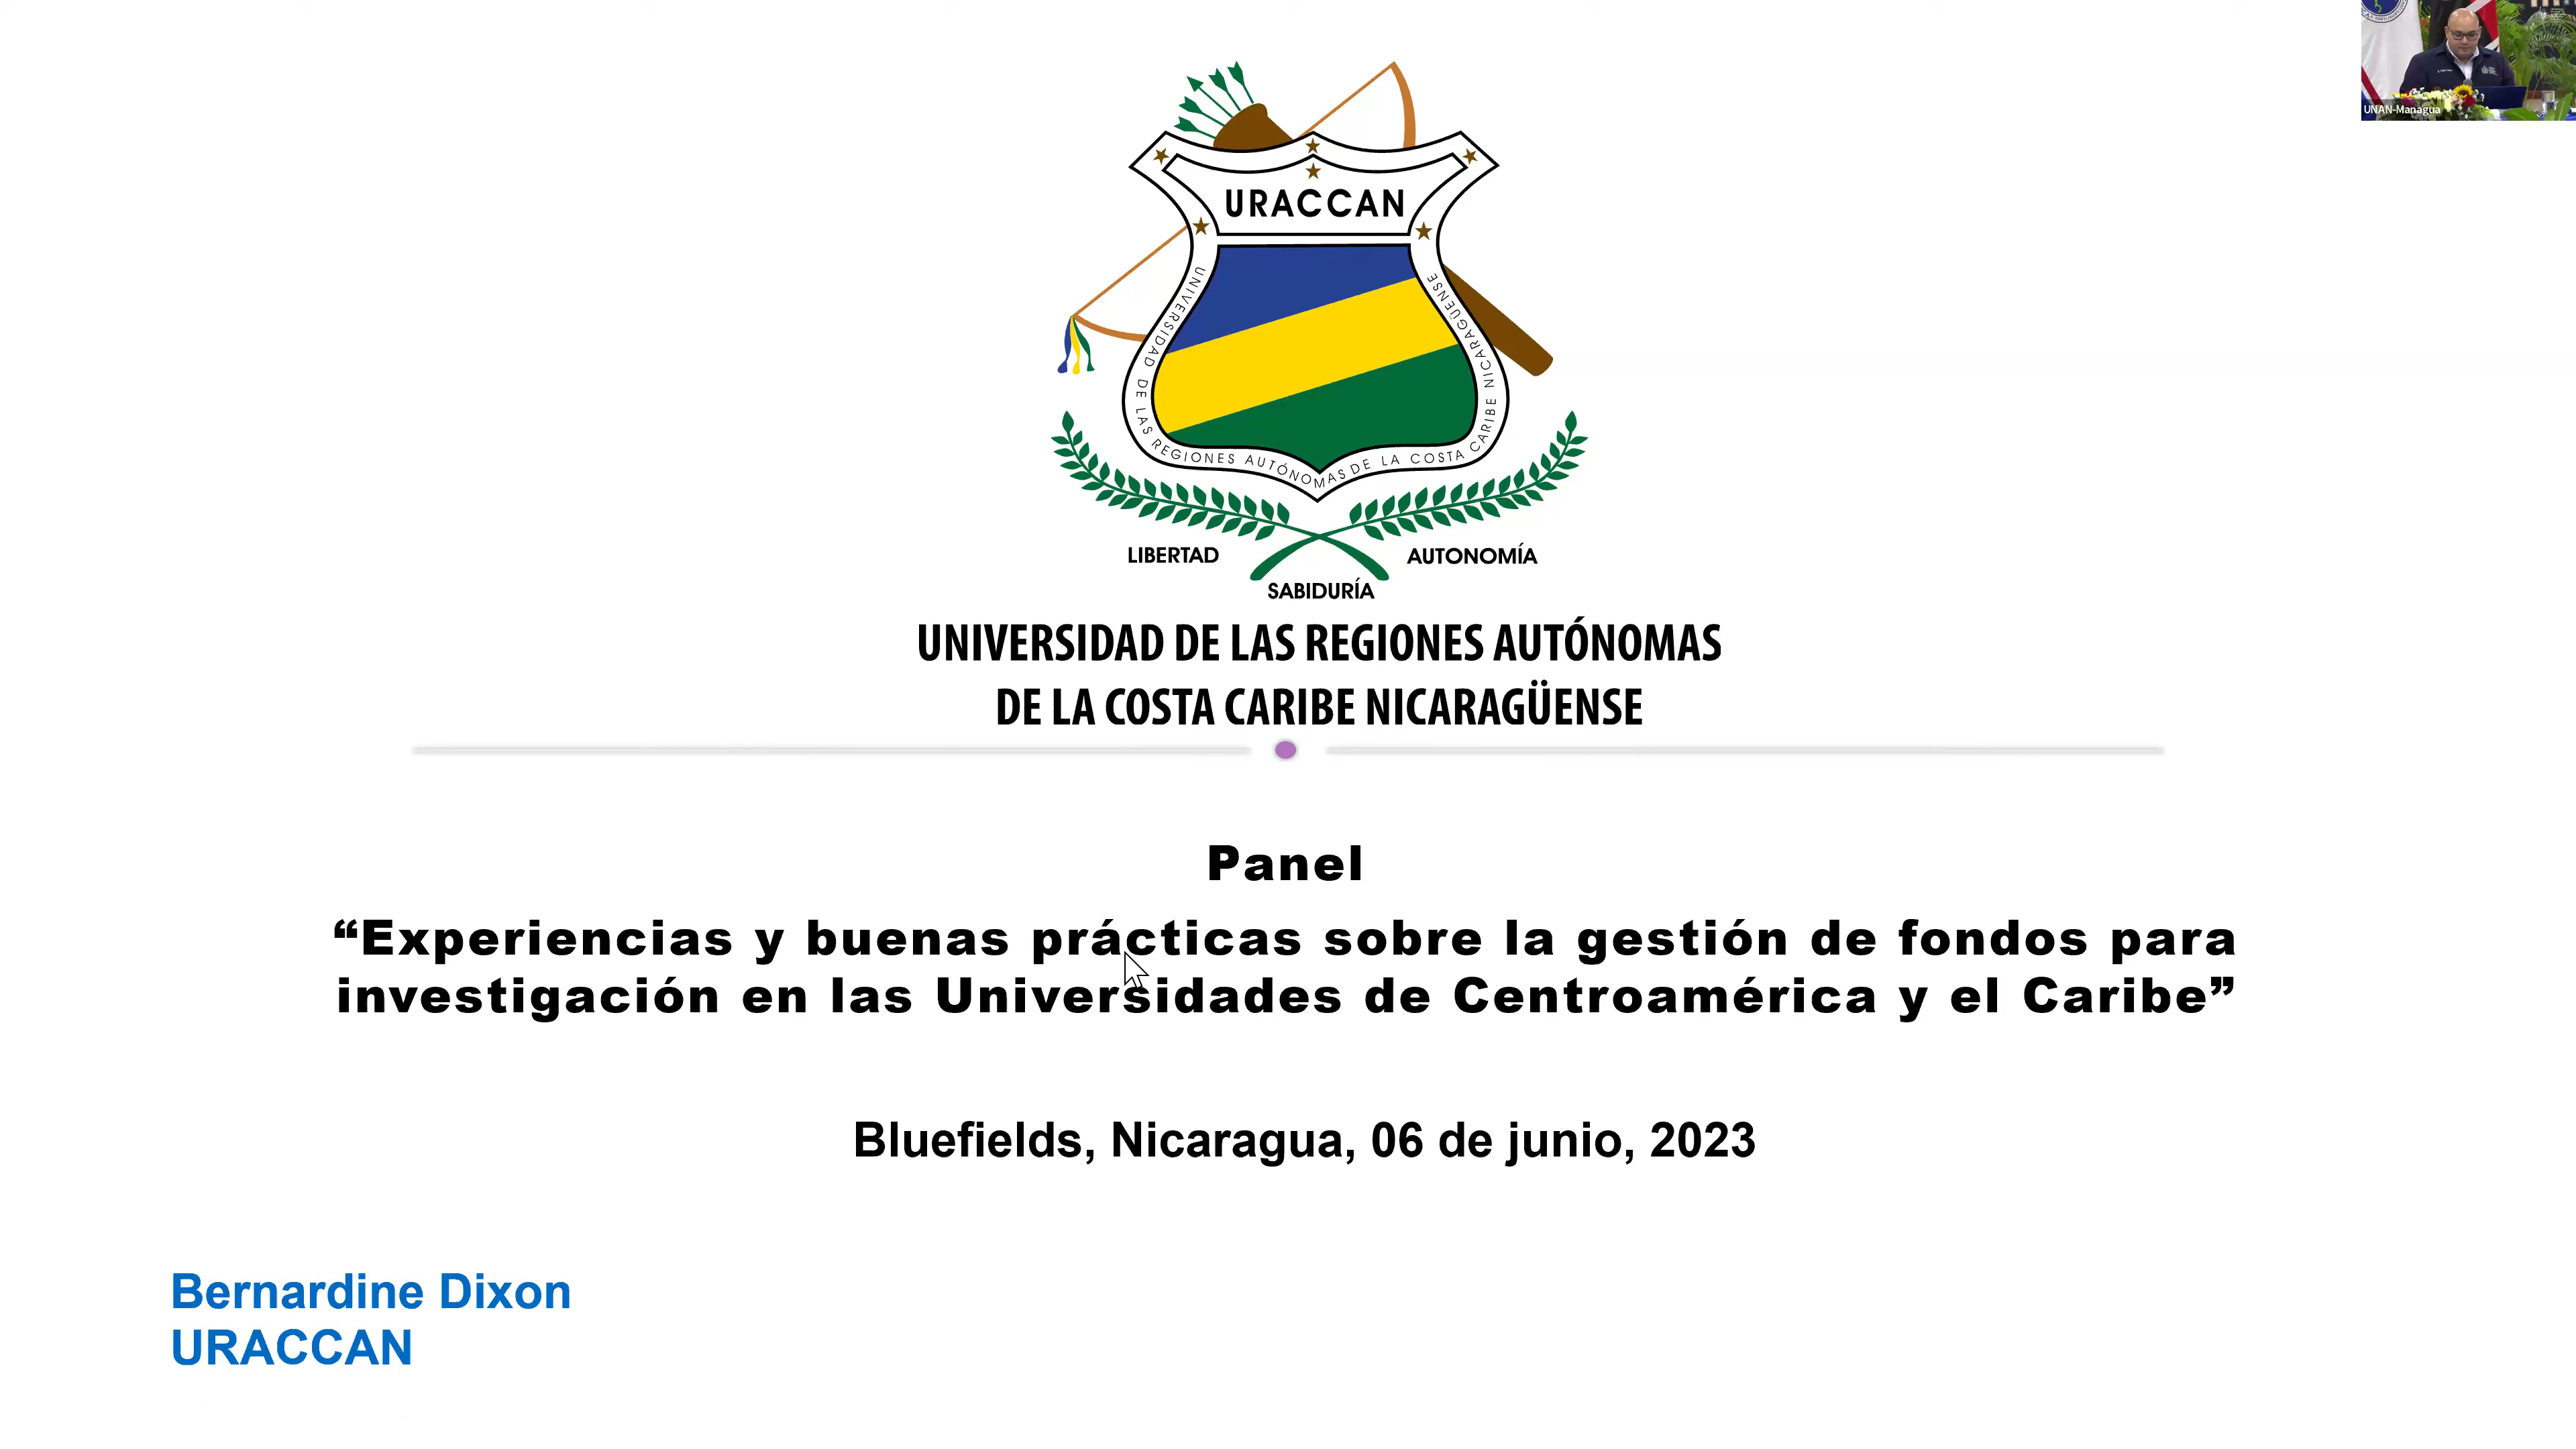 UNAN-Managua
URACCAN
UNIVERSIDAD DE LAS REGIONES AUTÓNOMAS DE LA COSTA CARIBE NICARAGÜENSE
LIBERTAD
AUTONOMÍA
SABIDURÍA
UNIVERSIDAD DE LAS REGIONES AUTÓNOMAS
DE LA COSTA CARIBE NICARAGÜENSE
Panel
“Experiencias y buenas prácticas sobre la gestión de fondos para
investigación en las Universidades de Centroamérica y el Caribe”
Bluefields, Nicaragua, 06 de junio, 2023
Bernardine Dixon
URACCAN